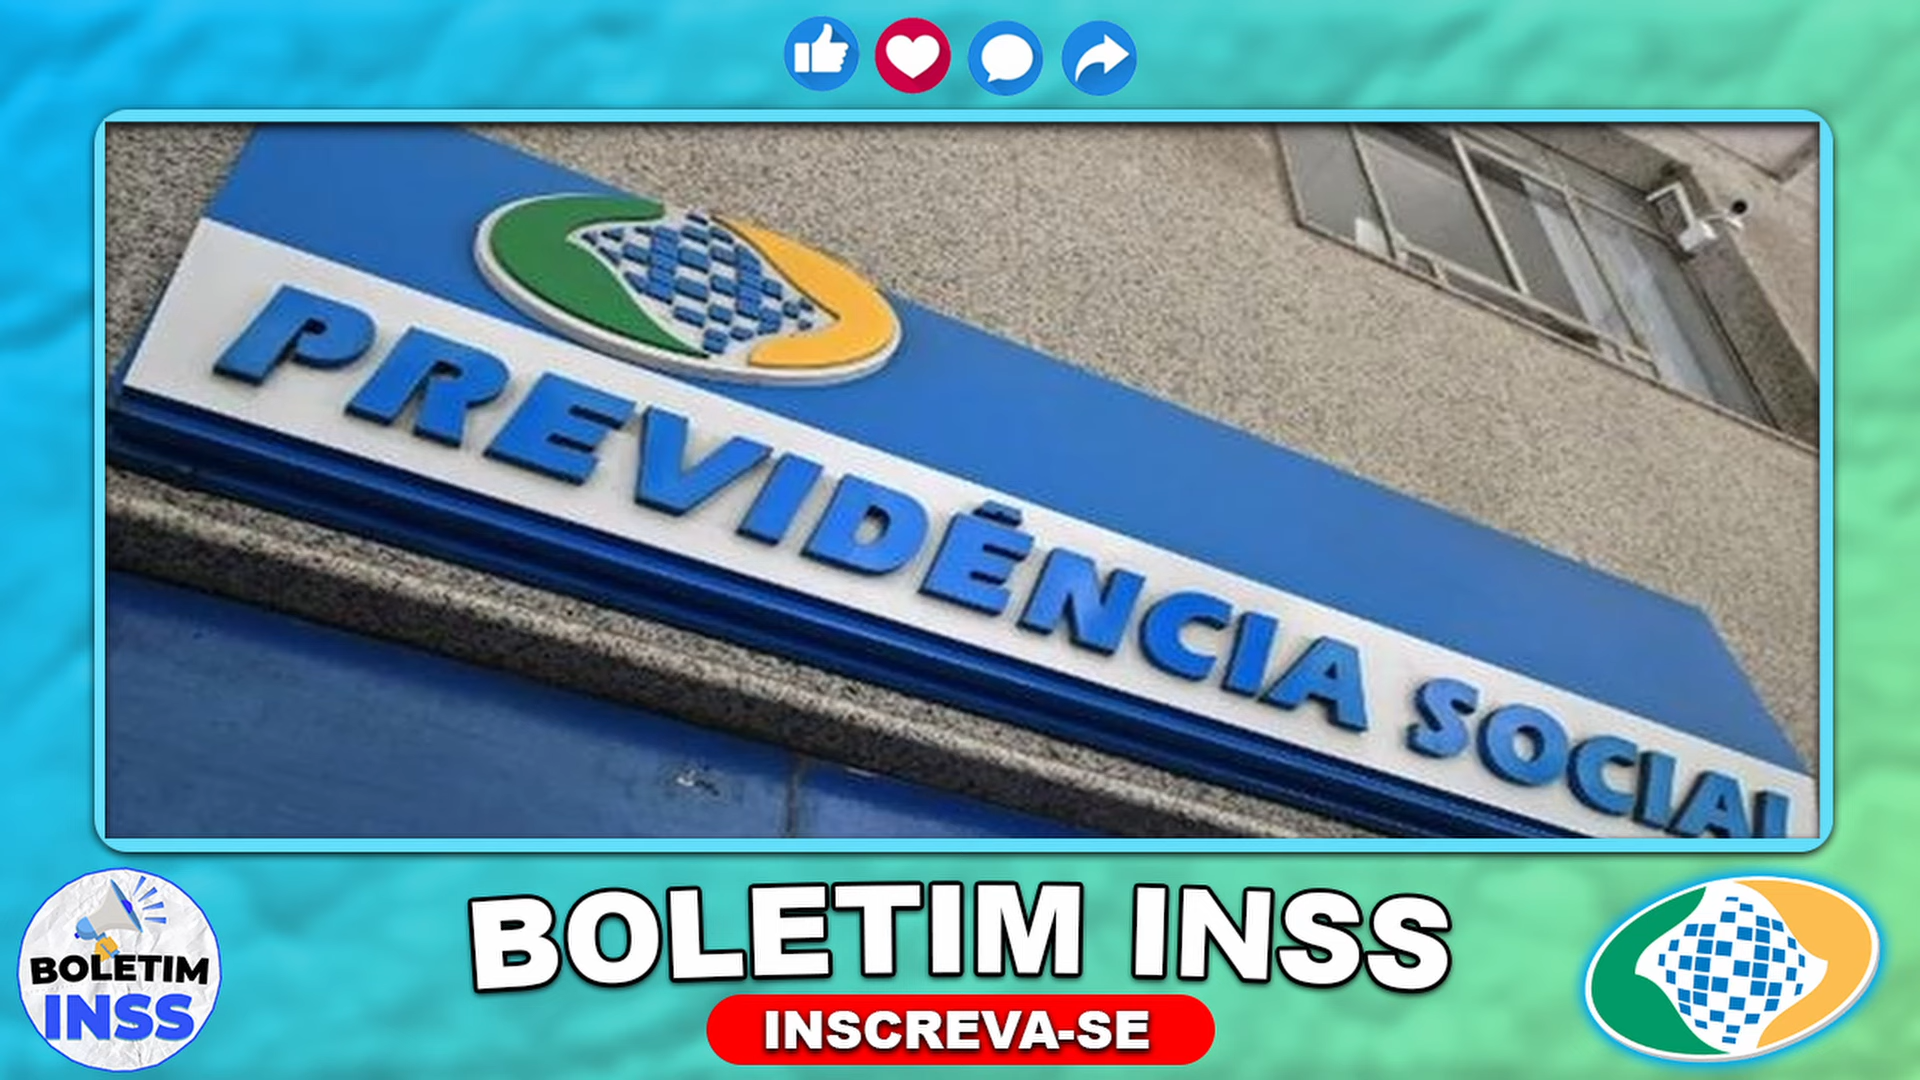 PREVIDÊNCIA SOCIAL
BOLETIM INSS
INSCREVA-SE
BOLETIM
INSS